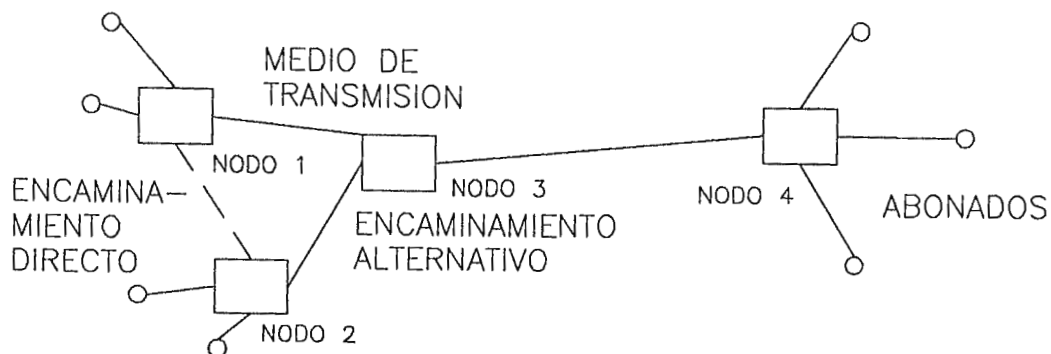 MEDIO DE
TRANSMISION
NODO 1
NODO 3
NODO 4
ENCAMINA-
MIENTO
DIRECTO
ENCAMINAMIENTO
ALTERNATIVO
ABONADOS
NODO 2